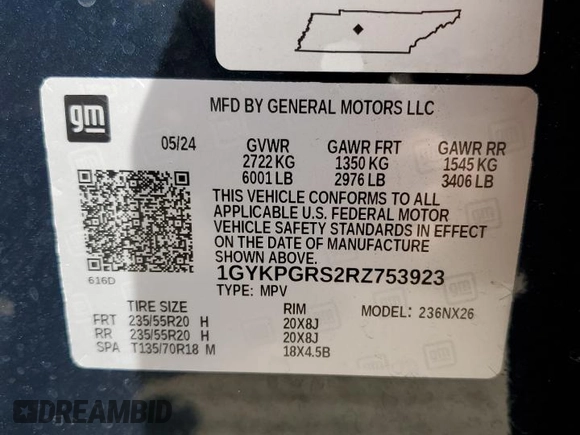 gm
MFD BY GENERAL MOTORS LLC
05/24 GVWR GAWR FRT GAWR RR
2722 KG 1350 KG 1545 KG
6001 LB 2976 LB 3406 LB
THIS VEHICLE CONFORMS TO ALL
APPLICABLE U.S. FEDERAL MOTOR
VEHICLE SAFETY STANDARDS IN EFFECT
ON THE DATE OF MANUFACTURE
SHOWN ABOVE.
616D
1GYKPGRS2RZ753923
TYPE: MPV
TIRE SIZE RIM MODEL: 236NX26
FRT 235/55R20 H 20X8J
RR 235/55R20 H 20X8J
SPA T135/70R18 M 18X4.5B
DREAMBID